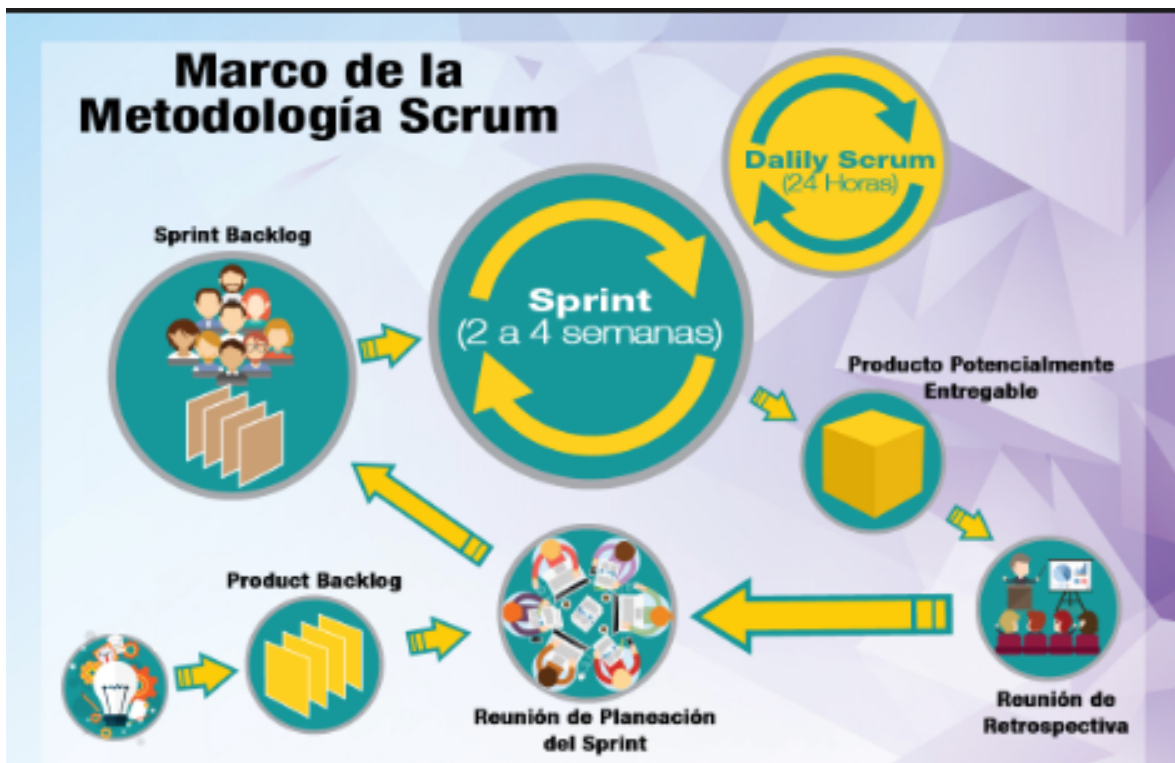 Marco de la
Metodología Scrum
Dalily Scrum
(24 Horas)
Sprint Backlog
Sprint
(2 a 4 semanas)
Producto Potencialmente
Entregable
Product Backlog
Reunión de Planeación
del Sprint
Reunión de
Retrospectiva